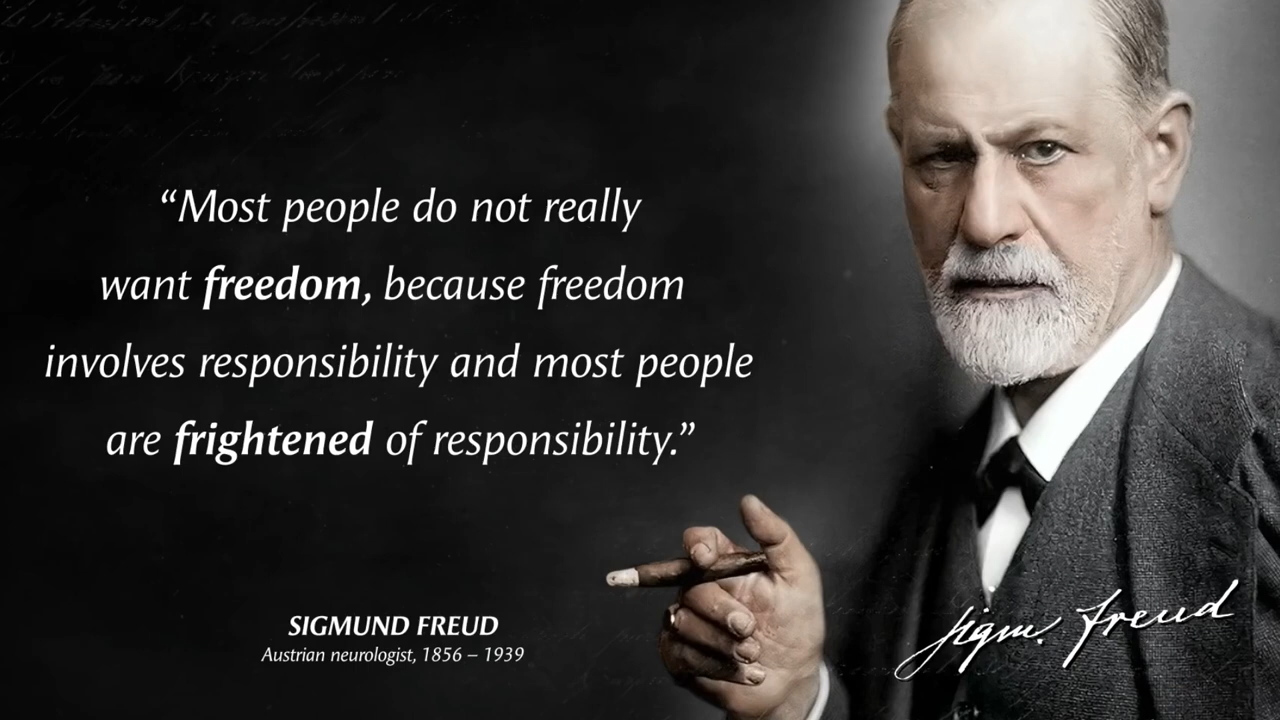 “Most people do not really
want freedom, because freedom
involves responsibility and most people
are frightened of responsibility.”
SIGMUND FREUD
Austrian neurologist, 1856 – 1939
Sigm. Freud